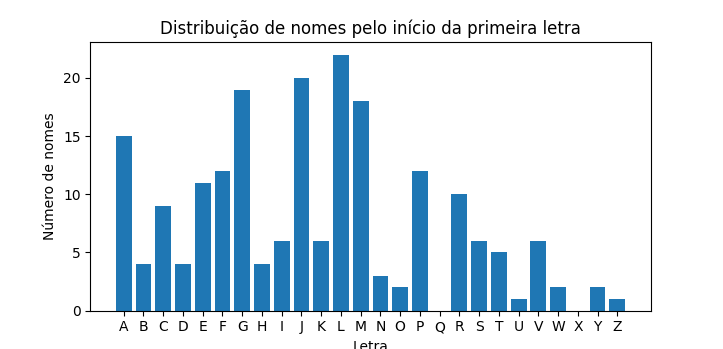 Distribuição de nomes pelo início da primeira letra
Número de nomes
20
15
10
5
0
A B C D E F G H I J K L M N O P Q R S T U V W X Y Z
Letra